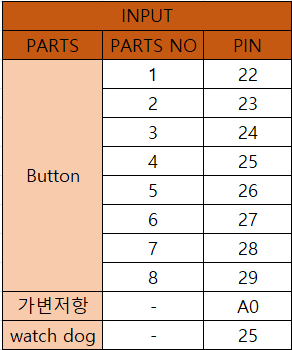 INPUT
PARTS PARTS NO PIN
Button 1 22
2 23
3 24
4 25
5 26
6 27
7 28
8 29
가변저항 - A0
watch dog - 25